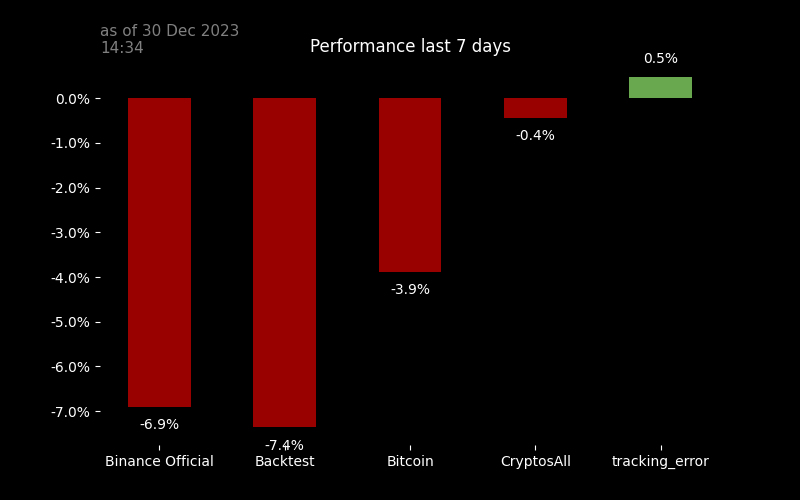 as of 30 Dec 2023
14:34
Performance last 7 days
0.5%
0.0%
-1.0%
-0.4%
-2.0%
-3.0%
-4.0%
-3.9%
-5.0%
-6.0%
-7.0%
-6.9%
-7.4%
Binance Official
Backtest
Bitcoin
CryptosAll
tracking_error